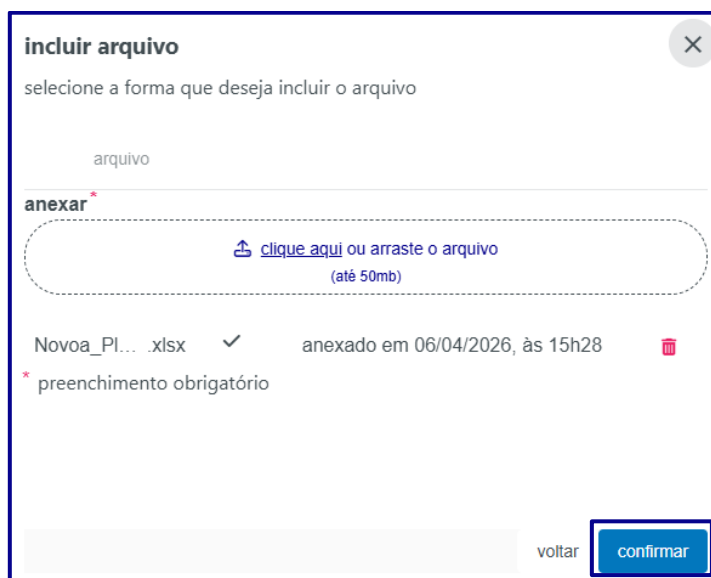 incluir arquivo
selecione a forma que deseja incluir o arquivo
arquivo
anexar*
clique aqui ou arraste o arquivo
(até 50mb)
Novoa_Pl... .xlsx anexado em 06/04/2026, às 15h28
* preenchimento obrigatório
voltar confirmar